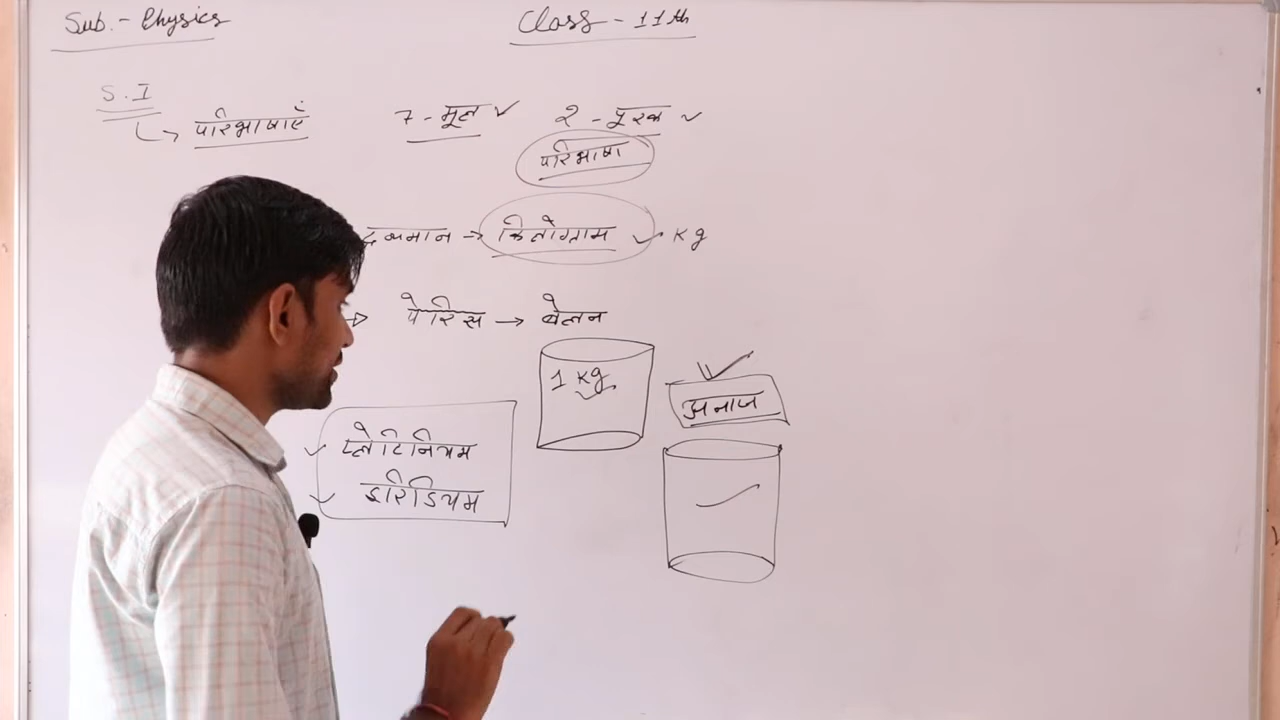 Sub. - Physics
Class - 11th
S.I
परिभाषाएँ
7 - मूल
2 - पूरक
परिभाषा
द्रव्यमान → किलोग्राम Kg
पेरिस → बेलन
1 Kg
अनाज
प्लेटिनियम
इरिडियम